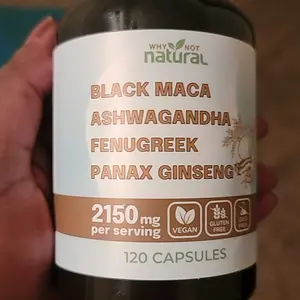 WHY NOT
natural
BLACK MACA
ASHWAGANDHA
FENUGREEK
PANAX GINSENG
2150mg
per serving
VEGAN
GLUTEN
FREE
120 CAPSULES